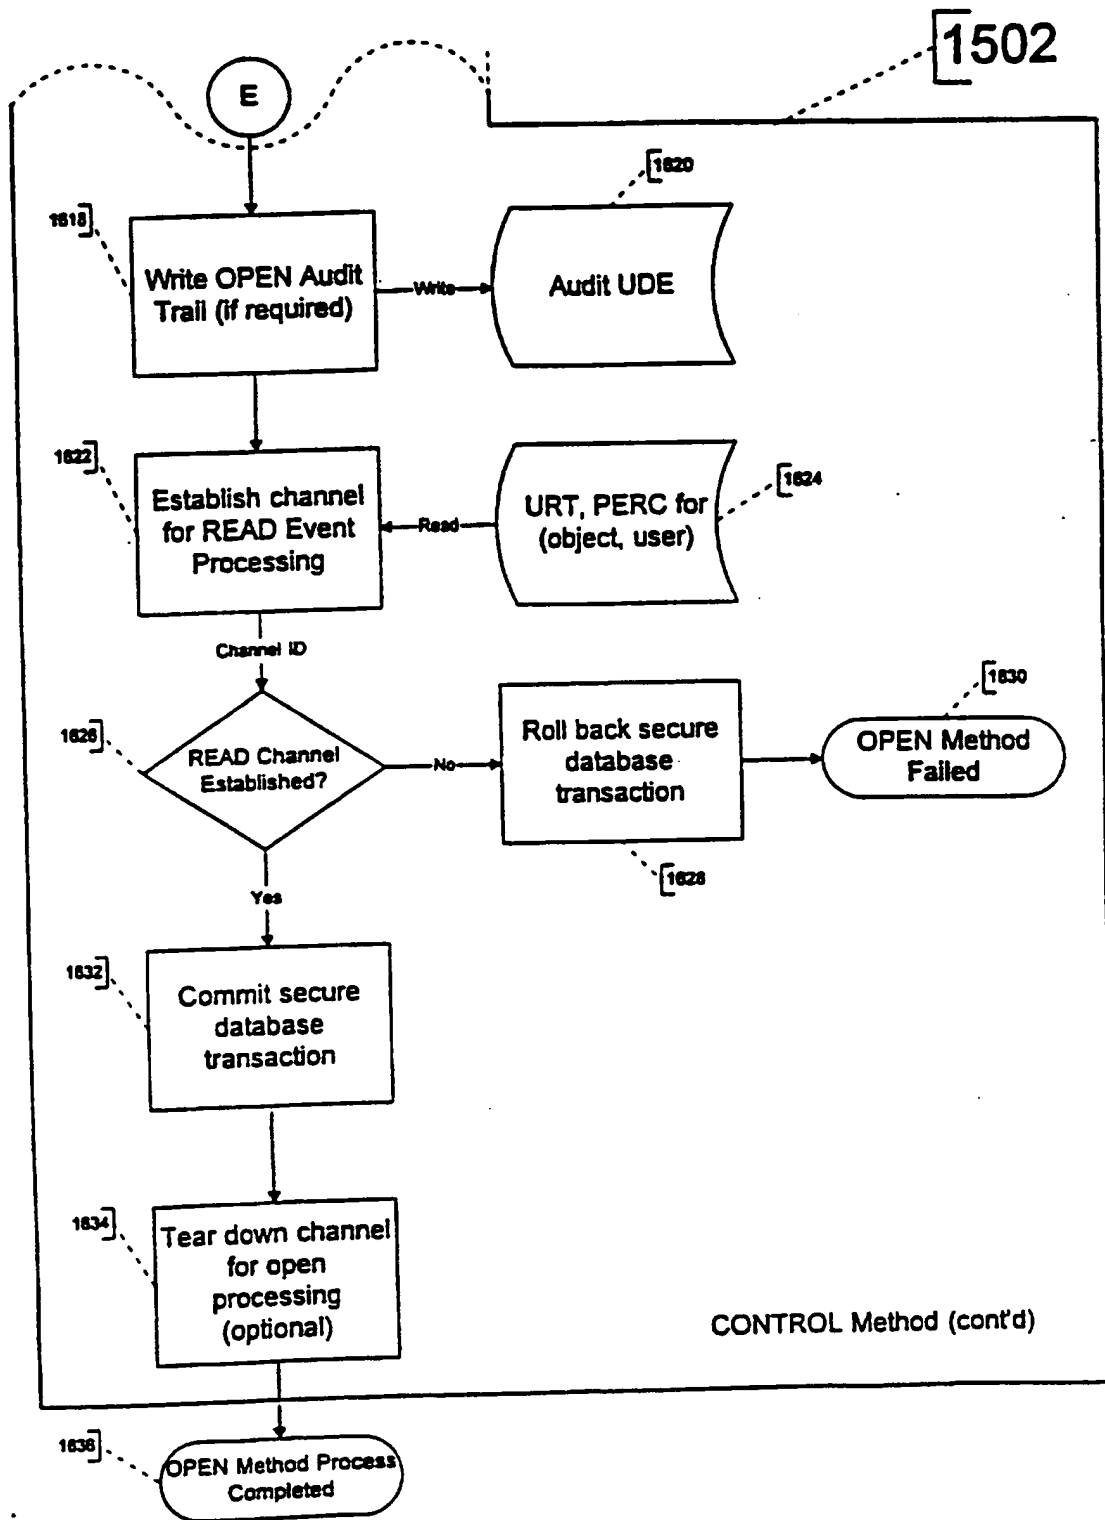 1502
E
1620
1618
Write OPEN Audit
Trail (if required)
Write
Audit UDE
1622
Establish channel
for READ Event
Processing
Read
URT, PERC for
(object, user)
1624
Channel ID
1626
READ Channel
Established?
No
Roll back secure
database
transaction
1628
1630
OPEN Method
Failed
Yes
1632
Commit secure
database
transaction
1634
Tear down channel
for open
processing
(optional)
CONTROL Method (cont'd)
1636
OPEN Method Process
Completed